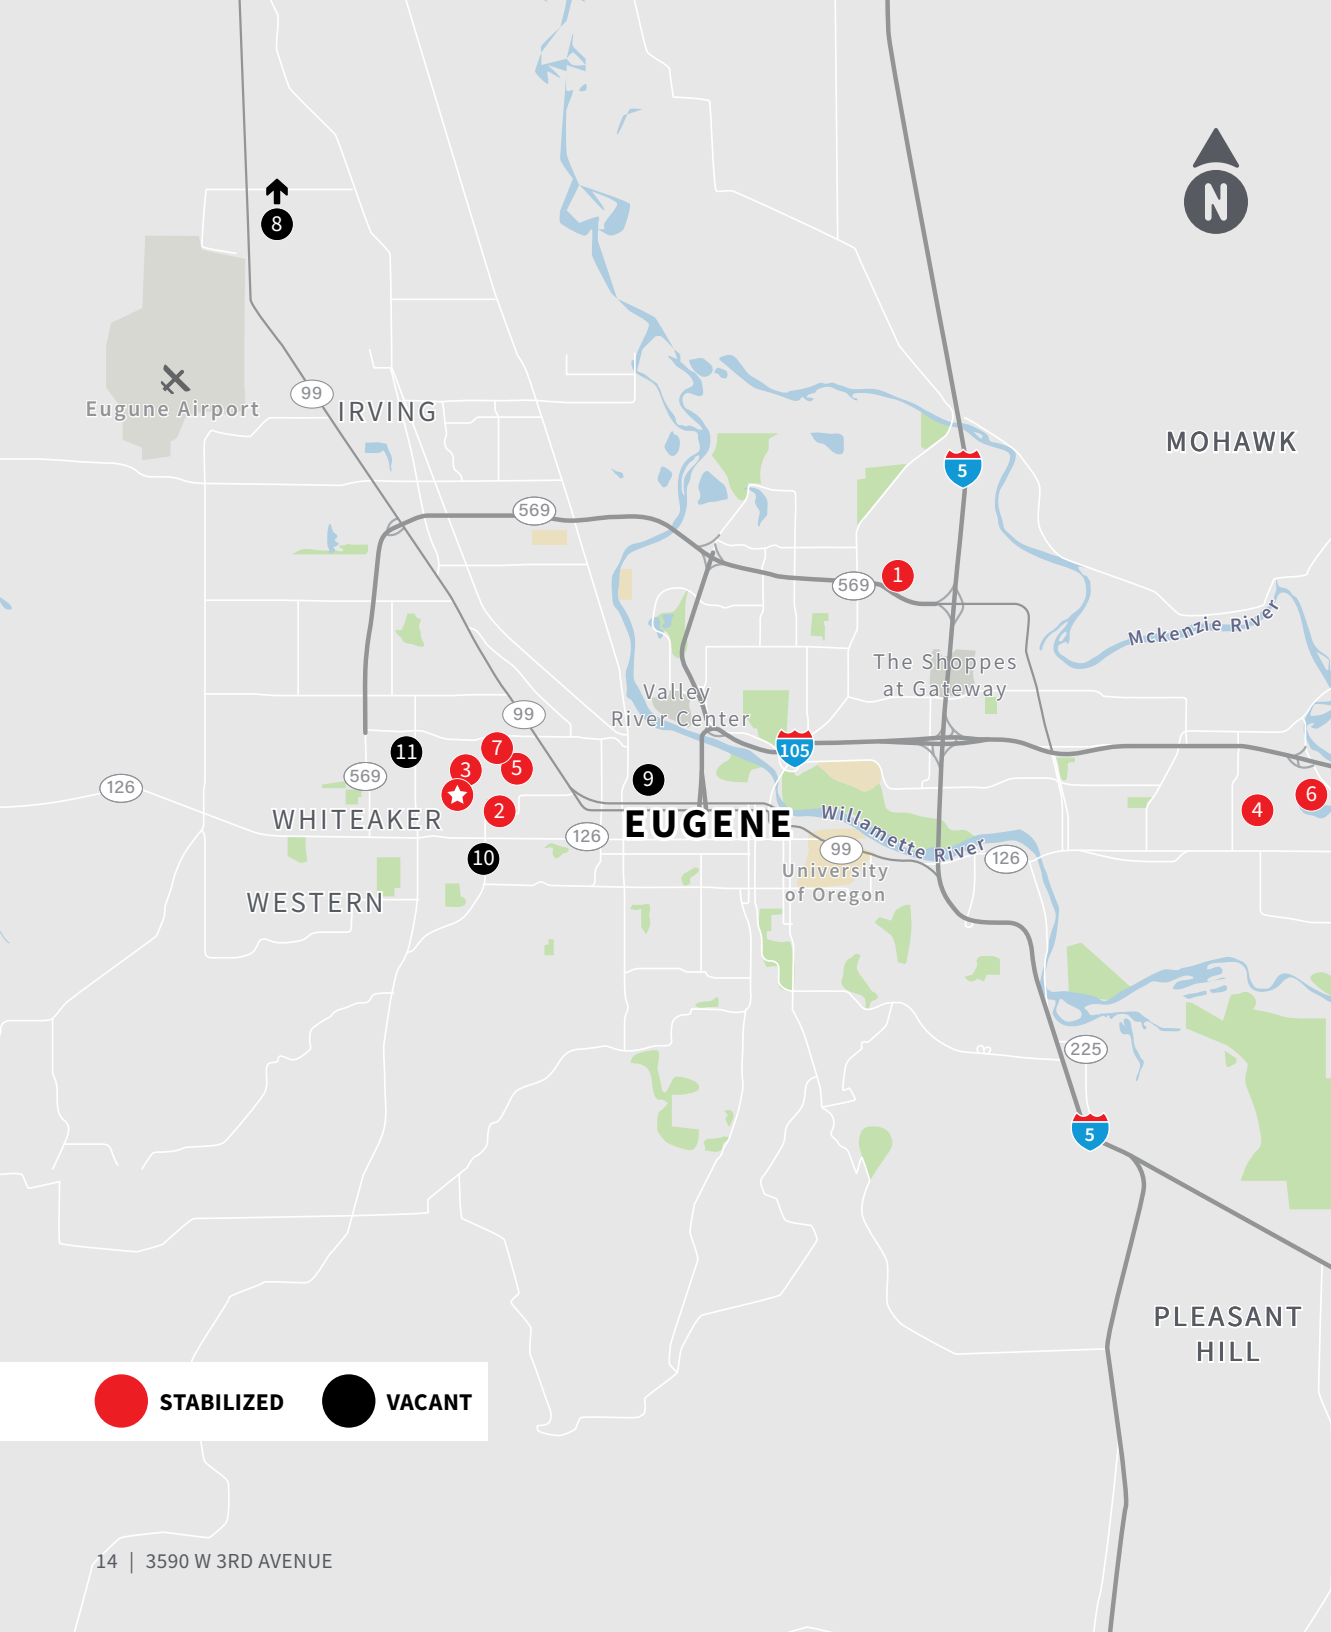 N
8
99
Eugune Airport
IRVING
MOHAWK
5
569
569
1
Mckenzie River
The Shoppes
at Gateway
Valley
River Center
99
105
11
7
3
5
9
569
126
2
6
4
WHITEAKER
EUGENE
Willamette River
126
99
126
10
University
of Oregon
WESTERN
225
5
PLEASANT
HILL
STABILIZED
VACANT
14 | 3590 W 3RD AVENUE